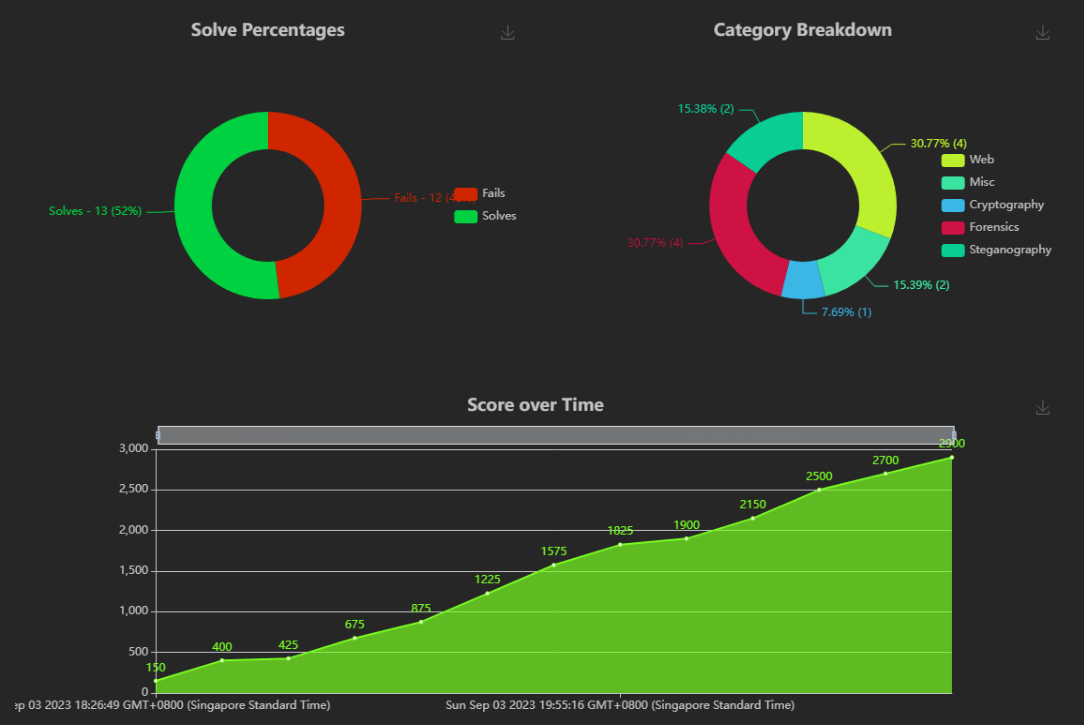 Solve Percentages
Category Breakdown
15.38% (2)
30.77% (4)
Web
Misc
Cryptography
Forensics
Steganography
Fails - 12 (
Fails
Solves
Solves - 13 (52%)
30.77% (4)
15.39% (2)
7.69% (1)
Score over Time
3,000
2,500
2,000
1,500
1,000
500
0
150
400
425
675
875
1225
1575
1825
1900
2150
2500
2700
2900
03 2023 18:26:49 GMT+0800 (Singapore Standard Time)
Sun Sep 03 2023 19:55:16 GMT+0800 (Singapore Standard Time)